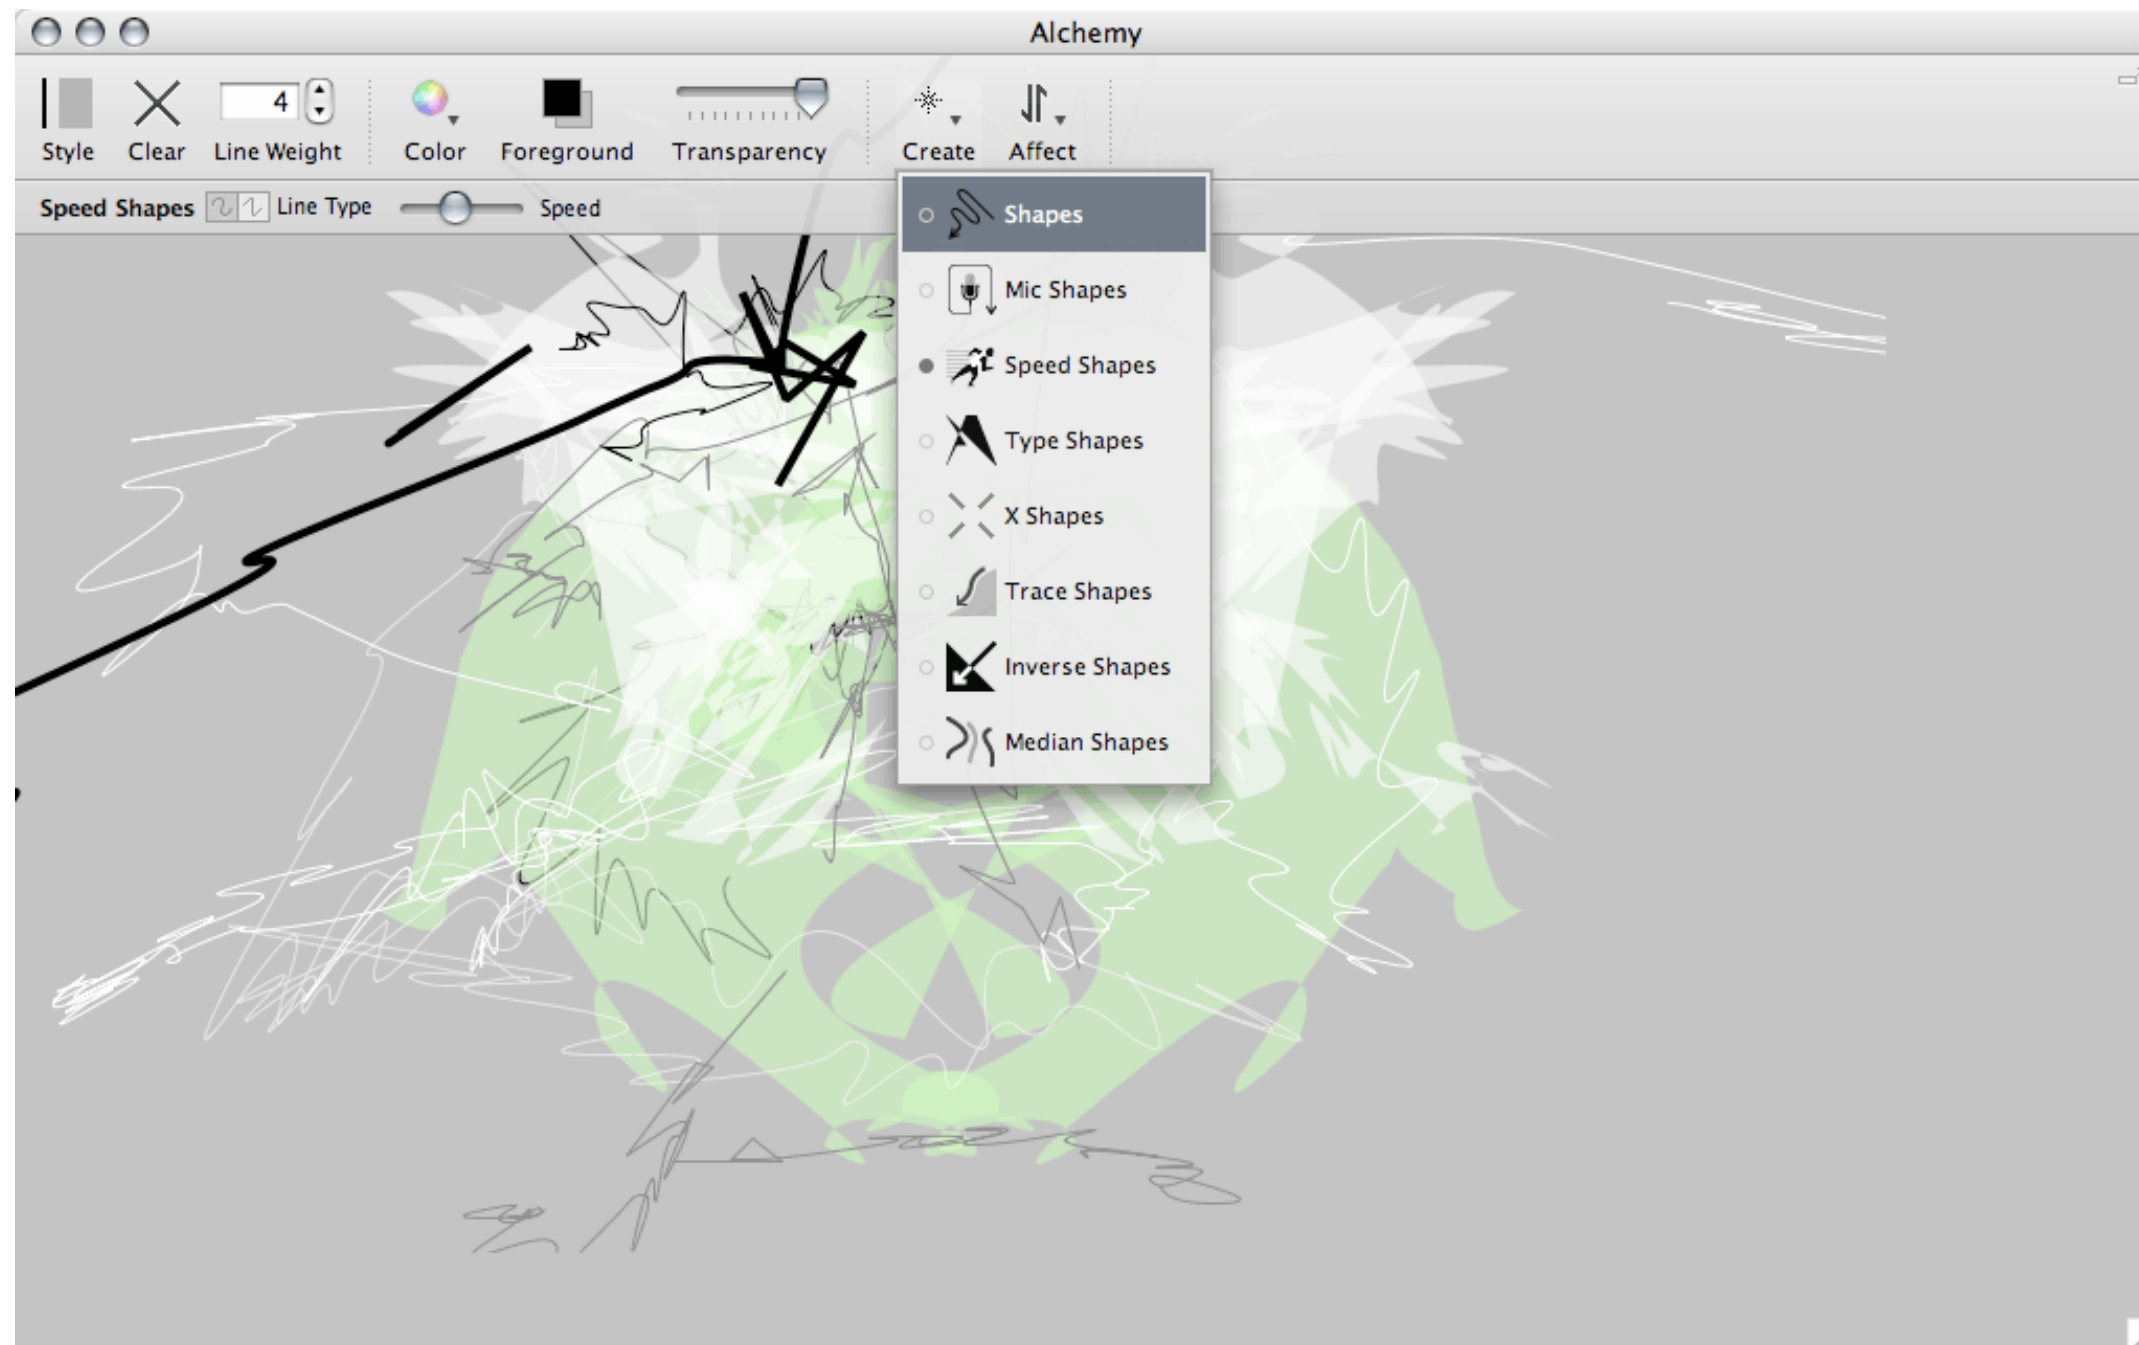 Alchemy
4
Style Clear Line Weight Color Foreground Transparency Create Affect
Speed Shapes Line Type Speed
Shapes
Mic Shapes
Speed Shapes
Type Shapes
X Shapes
Trace Shapes
Inverse Shapes
Median Shapes